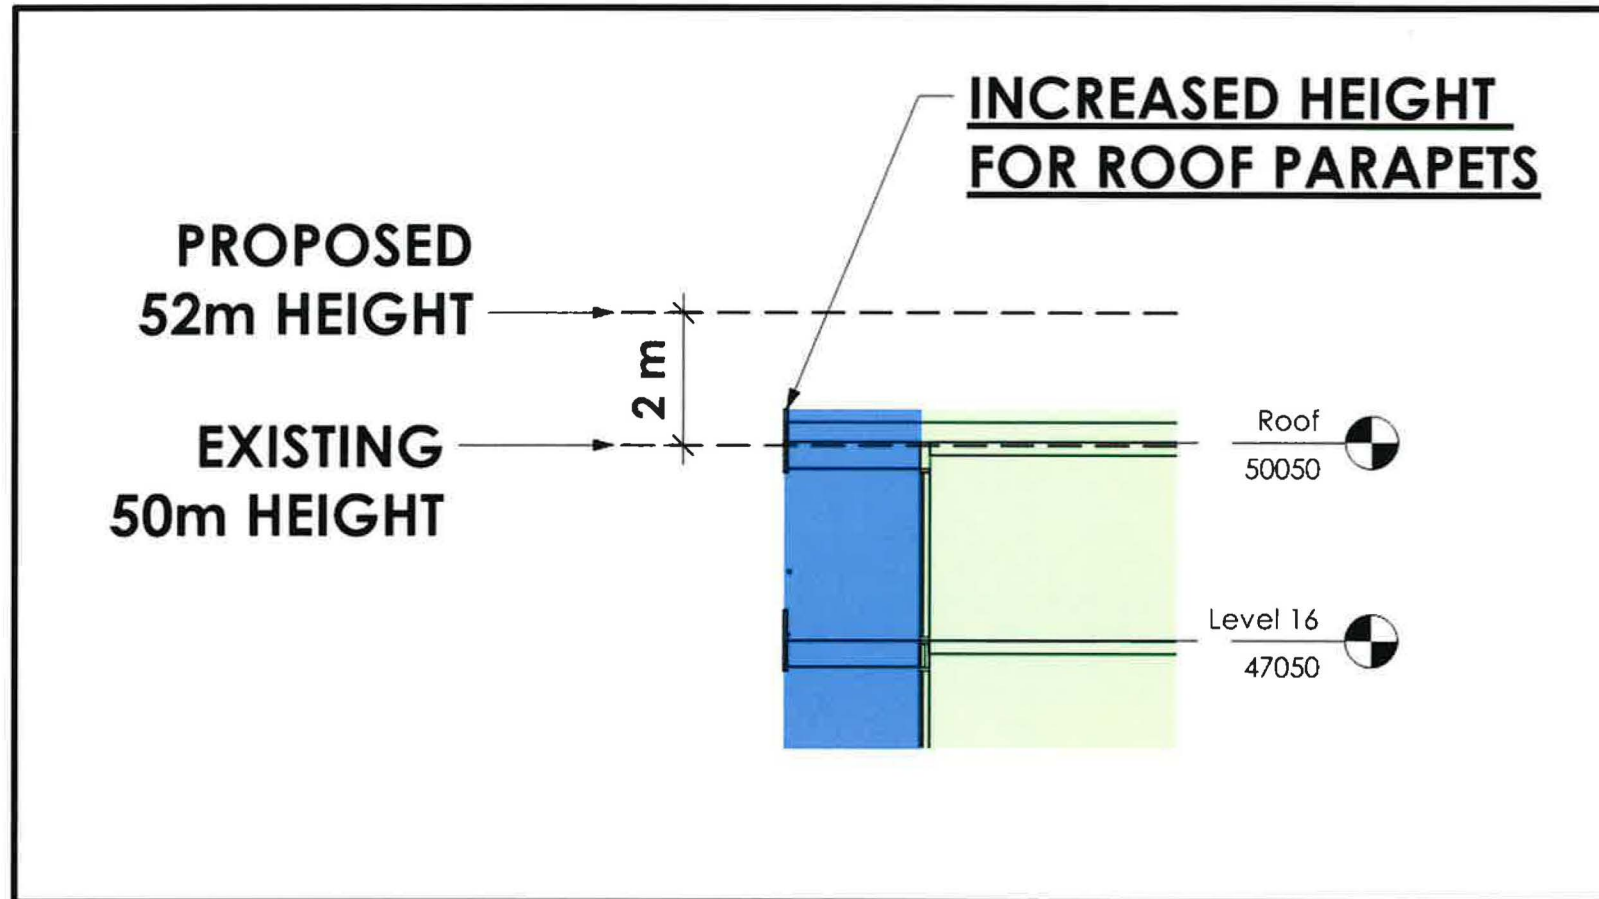 INCREASED HEIGHT
FOR ROOF PARAPETS
PROPOSED
52m HEIGHT
2 m
EXISTING
50m HEIGHT
Roof
50050
Level 16
47050